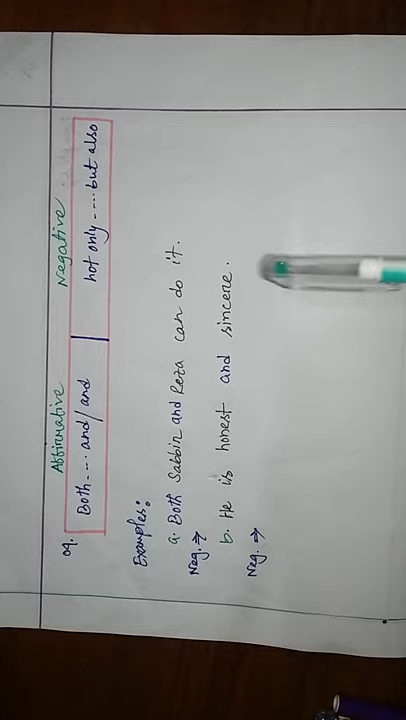 Affirmative Negative
04. Both .... and/and not only .... but also
Examples:
a. Both Sabbir and Reza can do it.
Neg. ⇒
b. He is honest and sincere.
Neg. ⇒